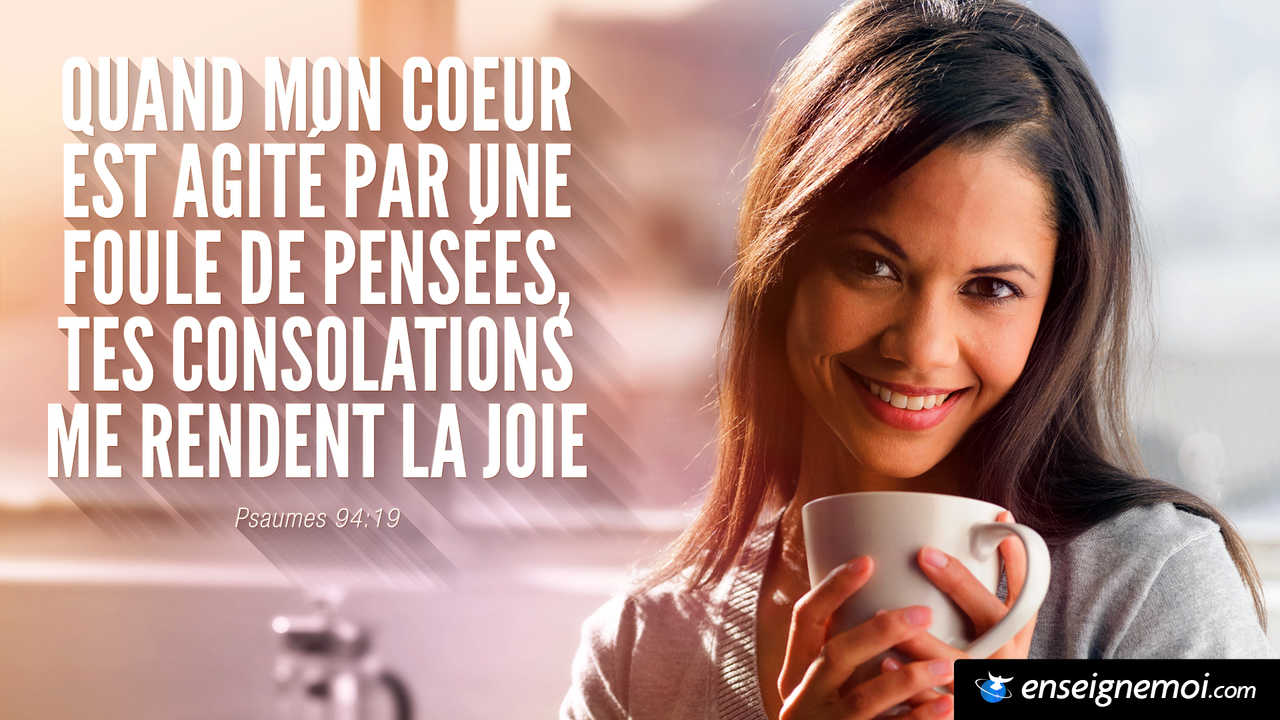 QUAND MON COEUR
EST AGITÉ PAR UNE
FOULE DE PENSÉES,
TES CONSOLATIONS
ME RENDENT LA JOIE
Psaumes 94:19
enseignemoi.com